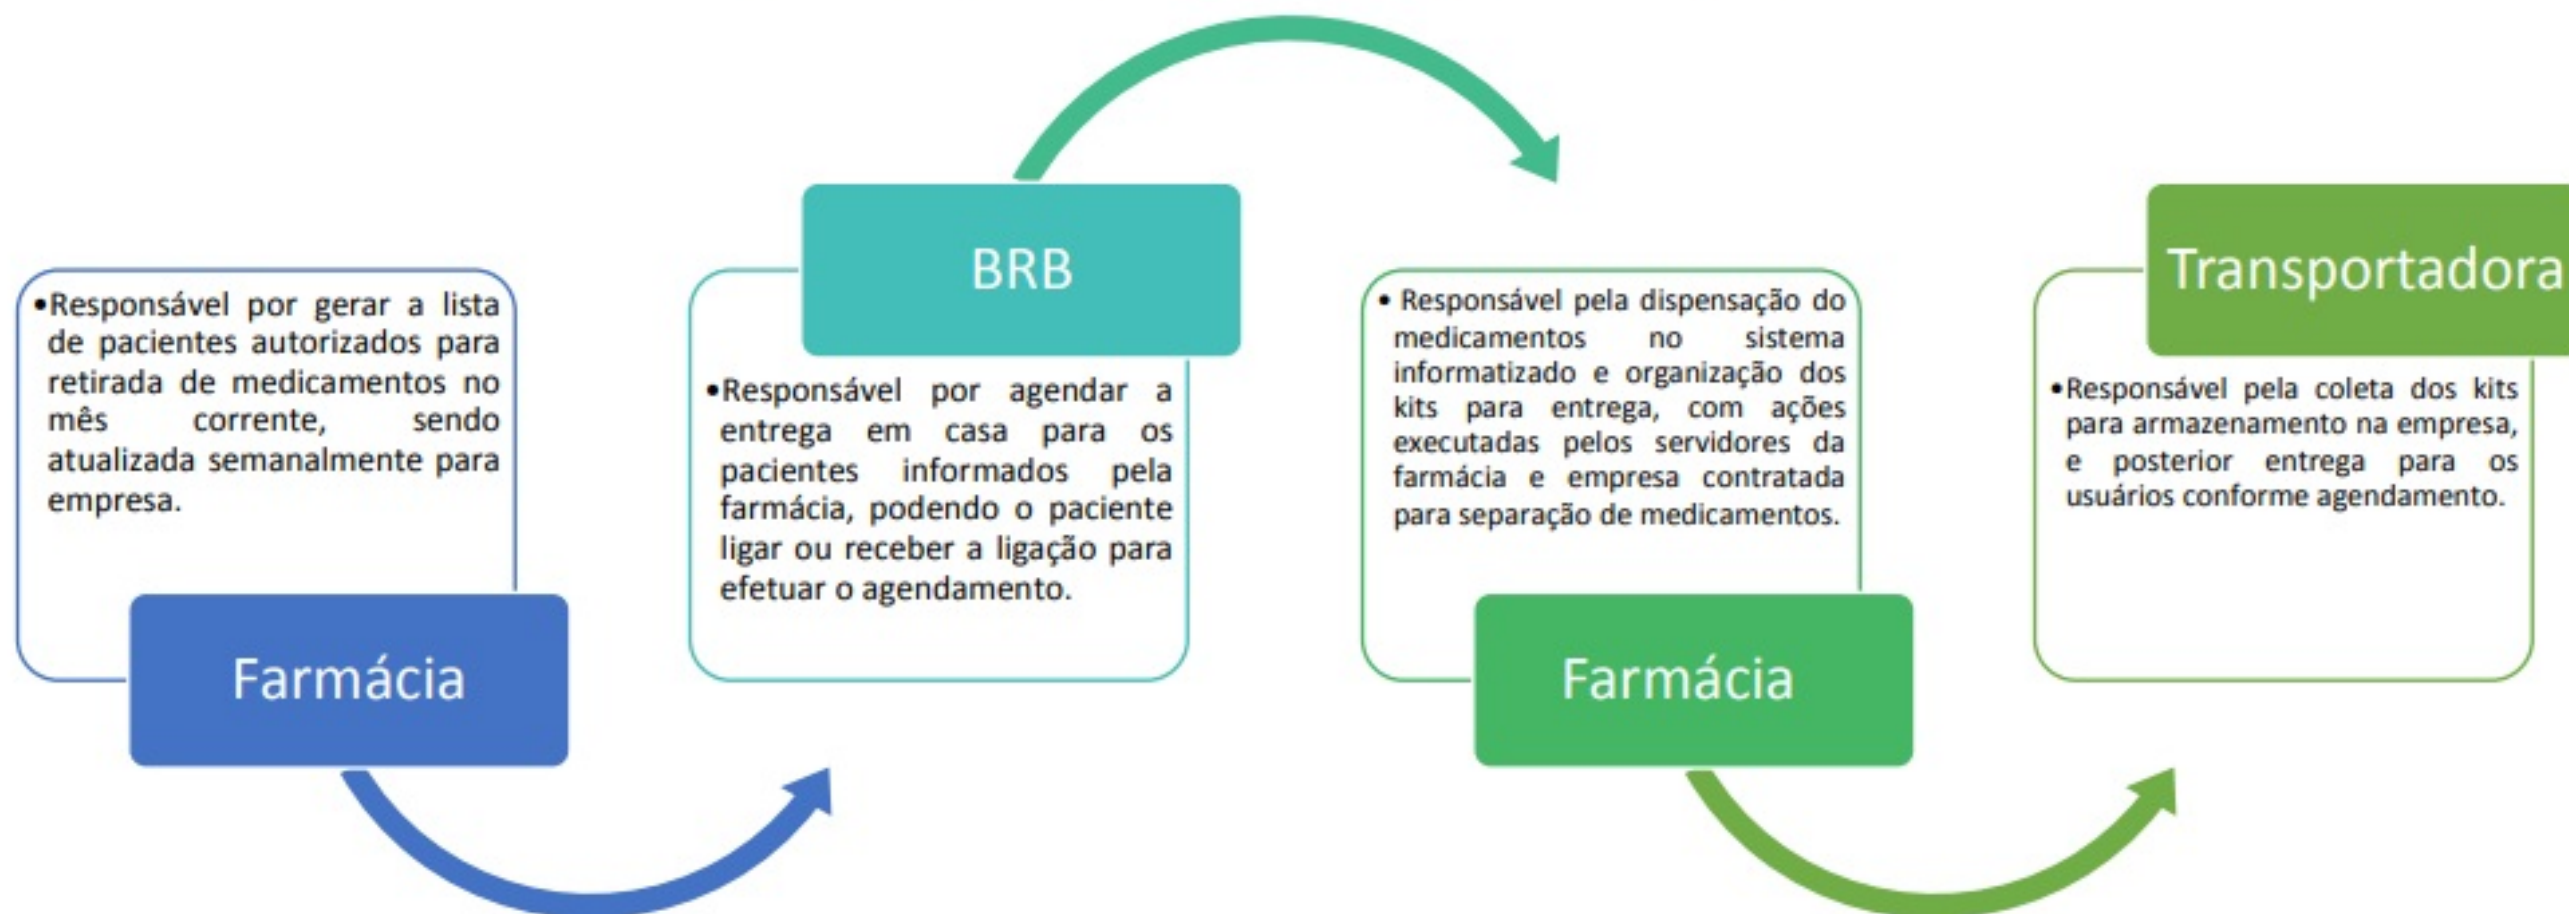 •Responsável por gerar a lista
de pacientes autorizados para
retirada de medicamentos no
mês corrente, sendo
atualizada semanalmente para
empresa.
Farmácia
BRB
•Responsável por agendar a
entrega em casa para os
pacientes informados pela
farmácia, podendo o paciente
ligar ou receber a ligação para
efetuar o agendamento.
• Responsável pela dispensação do
medicamentos no sistema
informatizado e organização dos
kits para entrega, com ações
executadas pelos servidores da
farmácia e empresa contratada
para separação de medicamentos.
Farmácia
Transportadora
•Responsável pela coleta dos kits
para armazenamento na empresa,
e posterior entrega para os
usuários conforme agendamento.